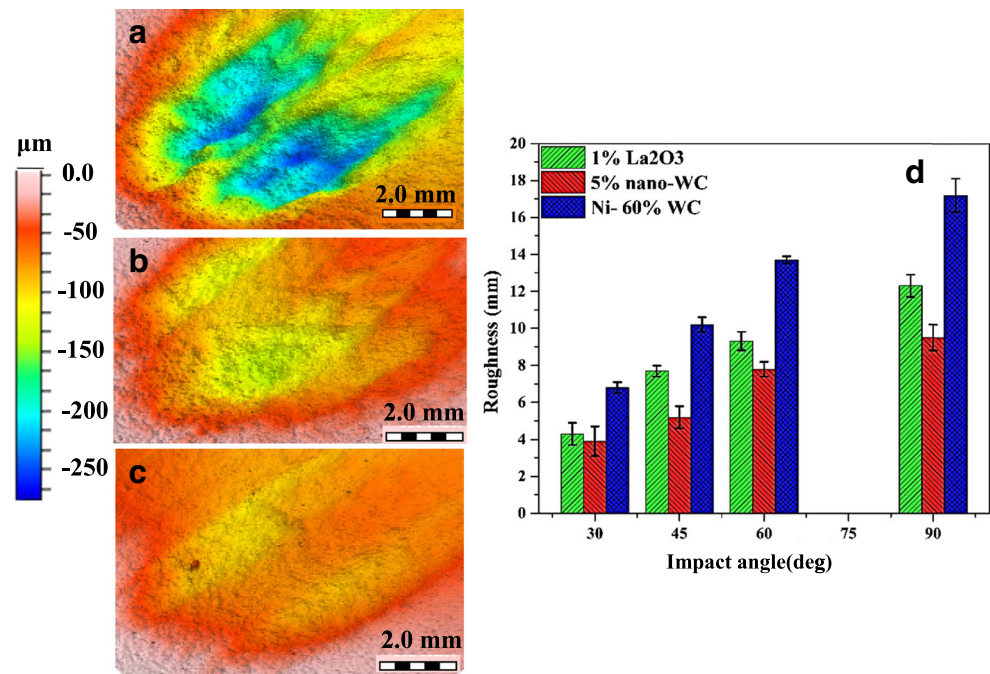 a
µm
0.0
-50
-100
-150
-200
-250
2.0 mm
b
2.0 mm
c
2.0 mm
d
1% La2O3
5% nano-WC
Ni- 60% WC
Roughness (mm)
20
18
16
14
12
10
8
6
4
2
0
30 45 60 75 90
Impact angle(deg)